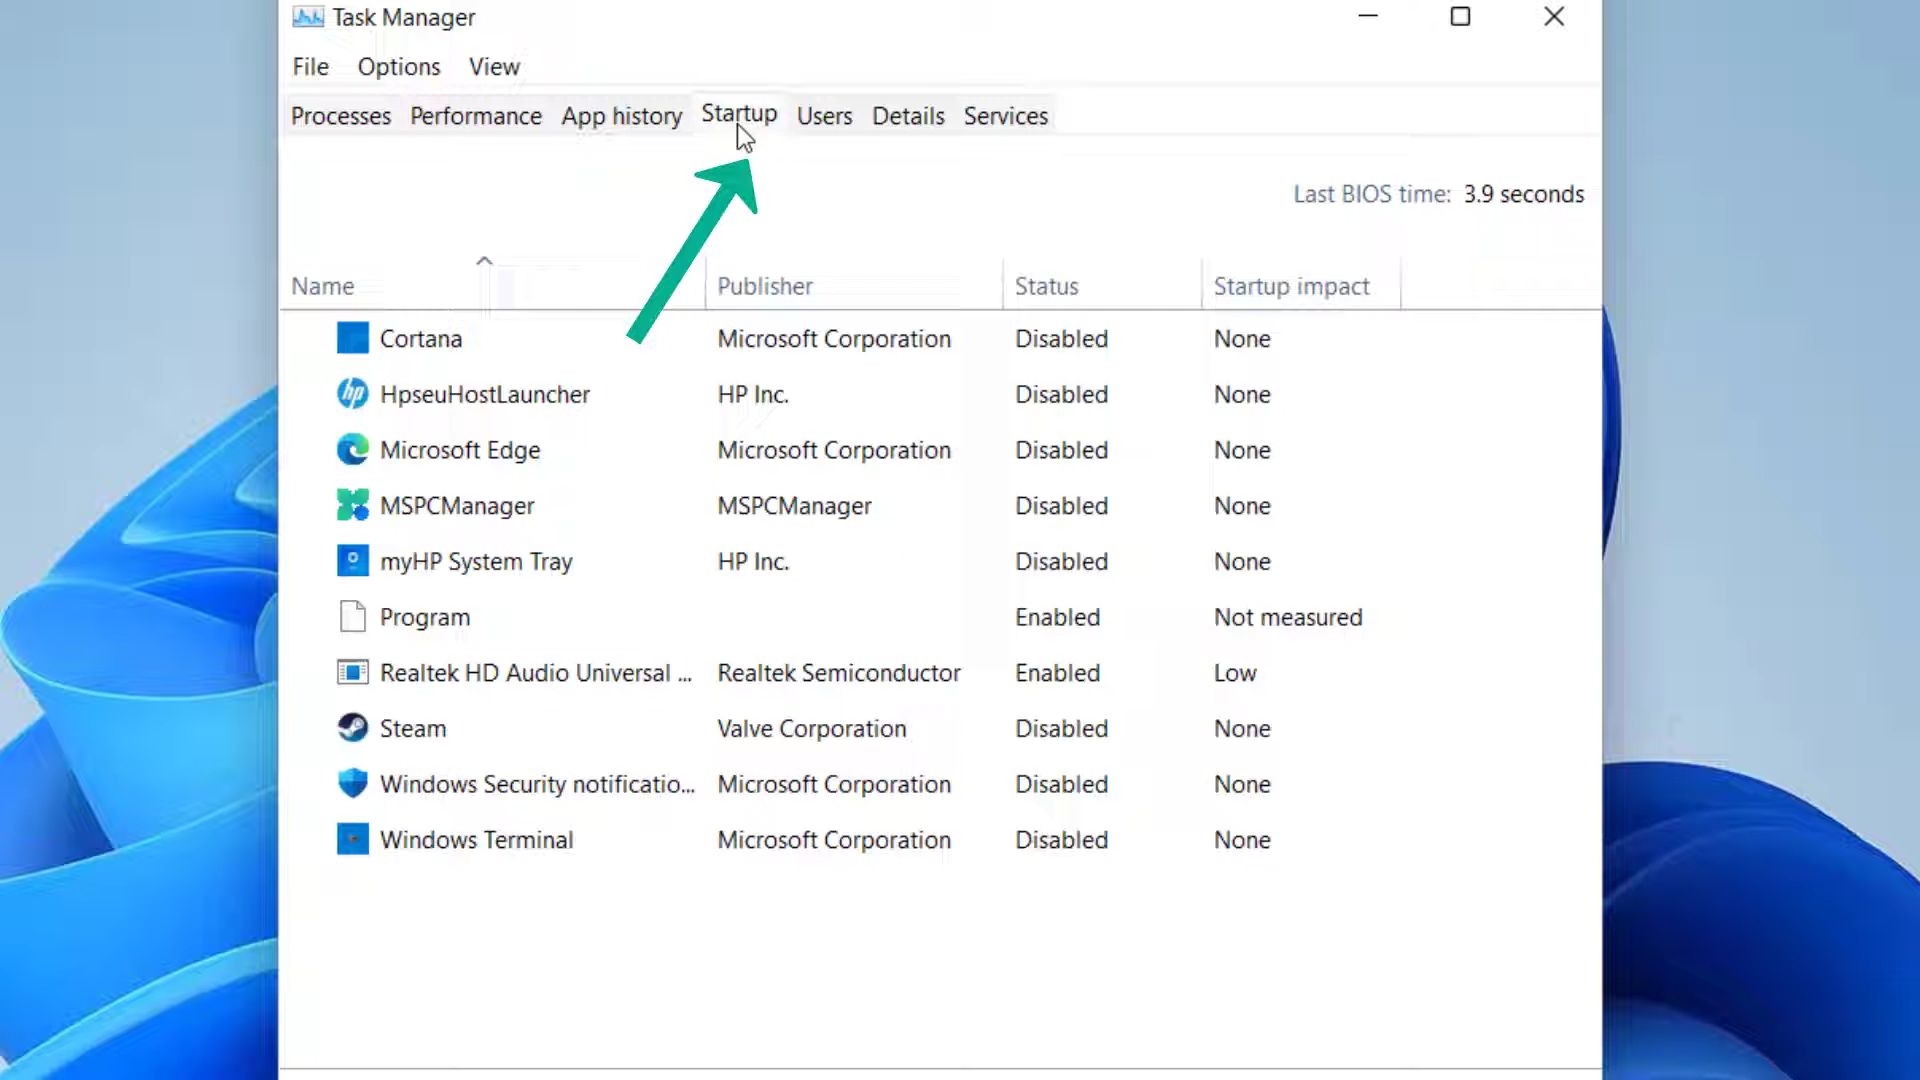 Task Manager
File Options View
Processes Performance App history Startup Users Details Services
Last BIOS time: 3.9 seconds
Name Publisher Status Startup impact
Cortana Microsoft Corporation Disabled None
hp HpseuHostLauncher HP Inc. Disabled None
Microsoft Edge Microsoft Corporation Disabled None
MSPCManager MSPCManager Disabled None
myHP System Tray HP Inc. Disabled None
Program Enabled Not measured
Realtek HD Audio Universal ... Realtek Semiconductor Enabled Low
Steam Valve Corporation Disabled None
Windows Security notificatio... Microsoft Corporation Disabled None
Windows Terminal Microsoft Corporation Disabled None